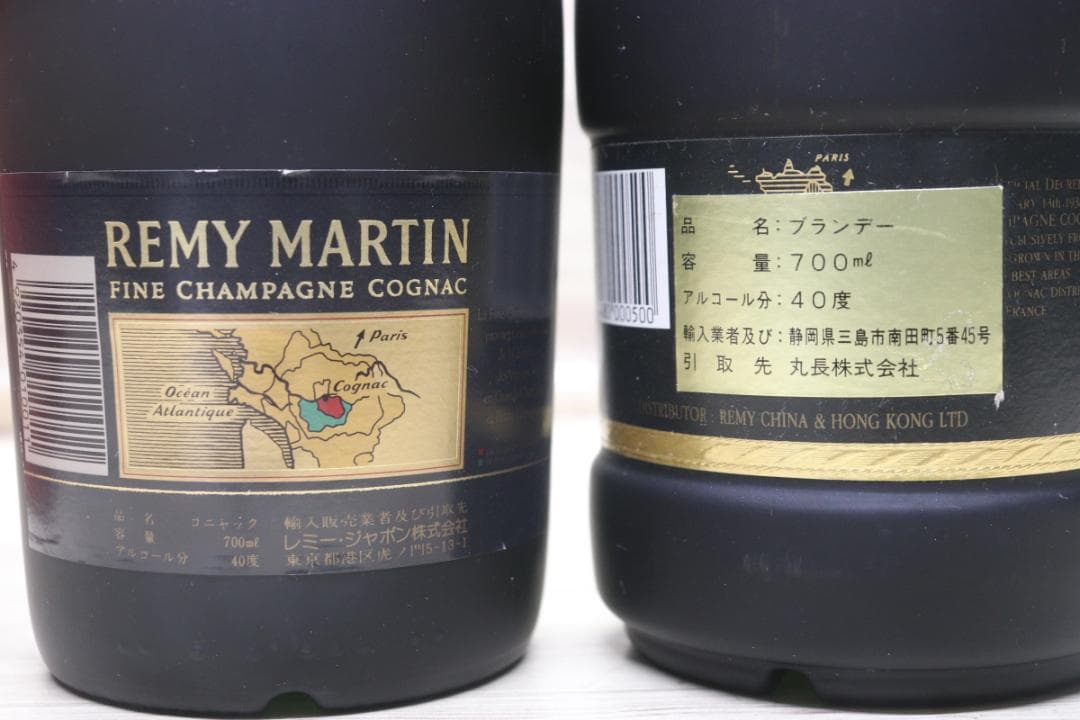 REMY MARTIN
FINE CHAMPAGNE COGNAC
Paris
Océan
Atlantique
Cognac
品名 コニャック
容量 700㎖
アルコール分 40度
輸入販売業者及び引取先
レミー・ジャポン株式会社
東京都港区虎ノ門5-13-1
PARIS
品名：ブランデー
容量：700㎖
アルコール分：40度
輸入業者及び：静岡県三島市南田町5番45号
引取先 丸長株式会社
000500
DISTRIBUTOR : REMY CHINA & HONG KONG LTD
BEST AREAS